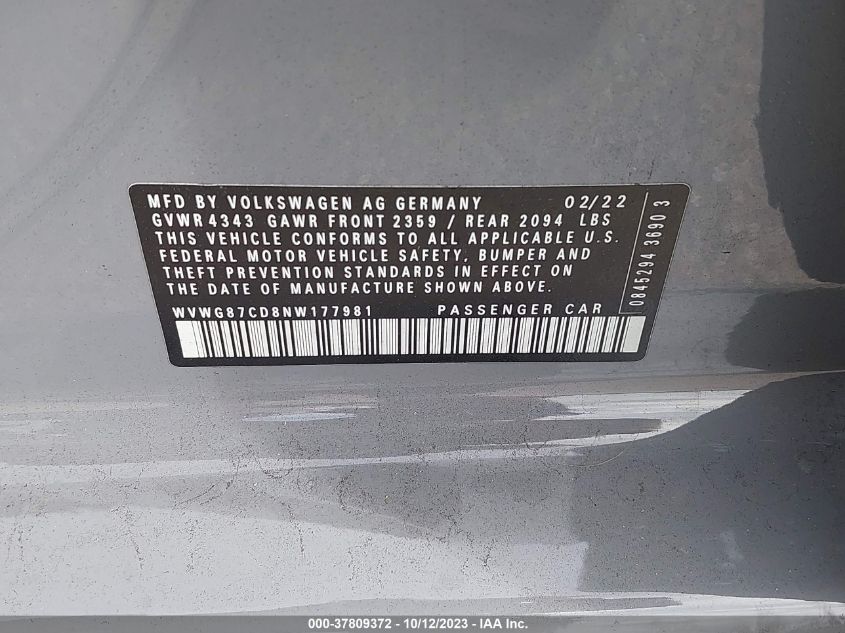 MFD BY VOLKSWAGEN AG GERMANY 02/22
GVWR 4343 GAWR FRONT 2359 / REAR 2094 LBS
THIS VEHICLE CONFORMS TO ALL APPLICABLE U.S.
FEDERAL MOTOR VEHICLE SAFETY, BUMPER AND
THEFT PREVENTION STANDARDS IN EFFECT ON
THE DATE OF MANUFACTURE SHOWN ABOVE.
WVWG87CD8NW177981 PASSENGER CAR
0845294 3690 3
000-37809372 - 10/12/2023 - IAA Inc.